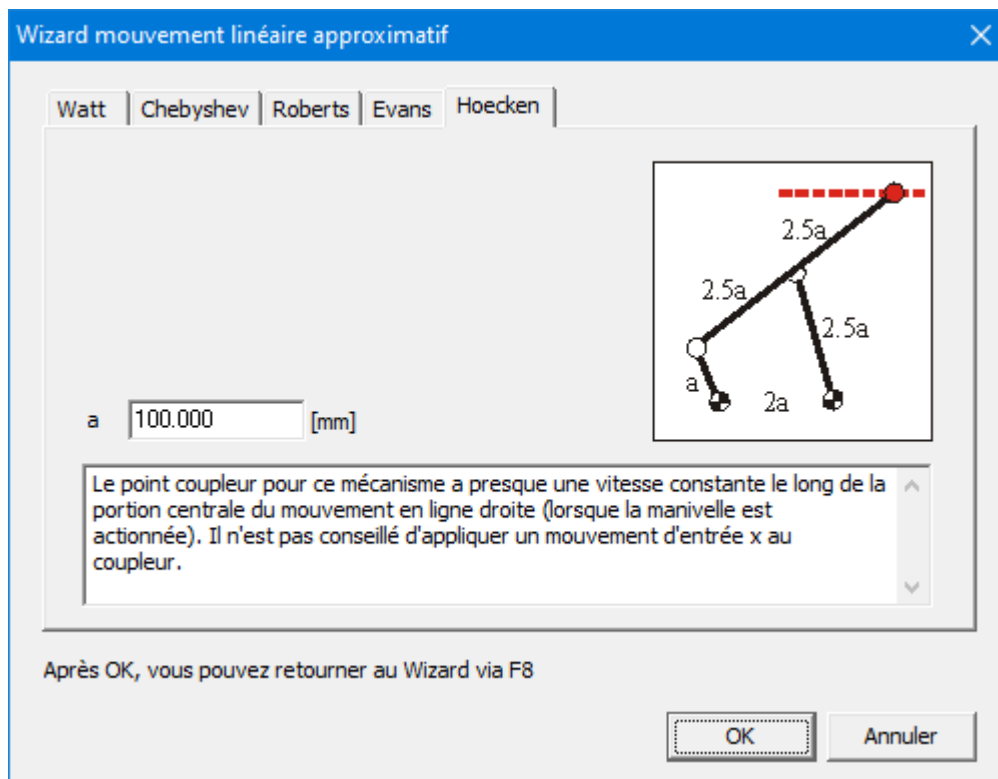 Wizard mouvement linéaire approximatif
Watt Chebyshev Roberts Evans Hoecken
2.5a
2.5a
2.5a
a
2a
a 100.000 [mm]
Le point coupleur pour ce mécanisme a presque une vitesse constante le long de la
portion centrale du mouvement en ligne droite (lorsque la manivelle est
actionnée). Il n'est pas conseillé d'appliquer un mouvement d'entrée x au
coupleur.
Après OK, vous pouvez retourner au Wizard via F8
OK Annuler